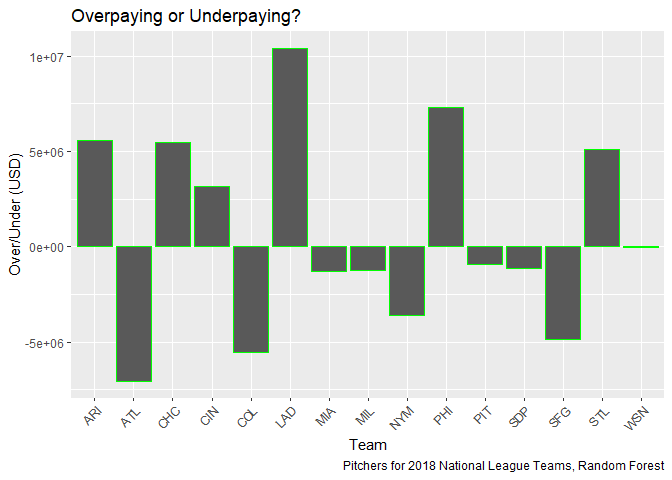 Overpaying or Underpaying?
1e+07
5e+06
0e+00
-5e+06
Over/Under (USD)
ARI ATL CHC CIN COL LAD MIA MIL NYM PHI PIT SDP SFG STL WSN
Team
Pitchers for 2018 National League Teams, Random Forest